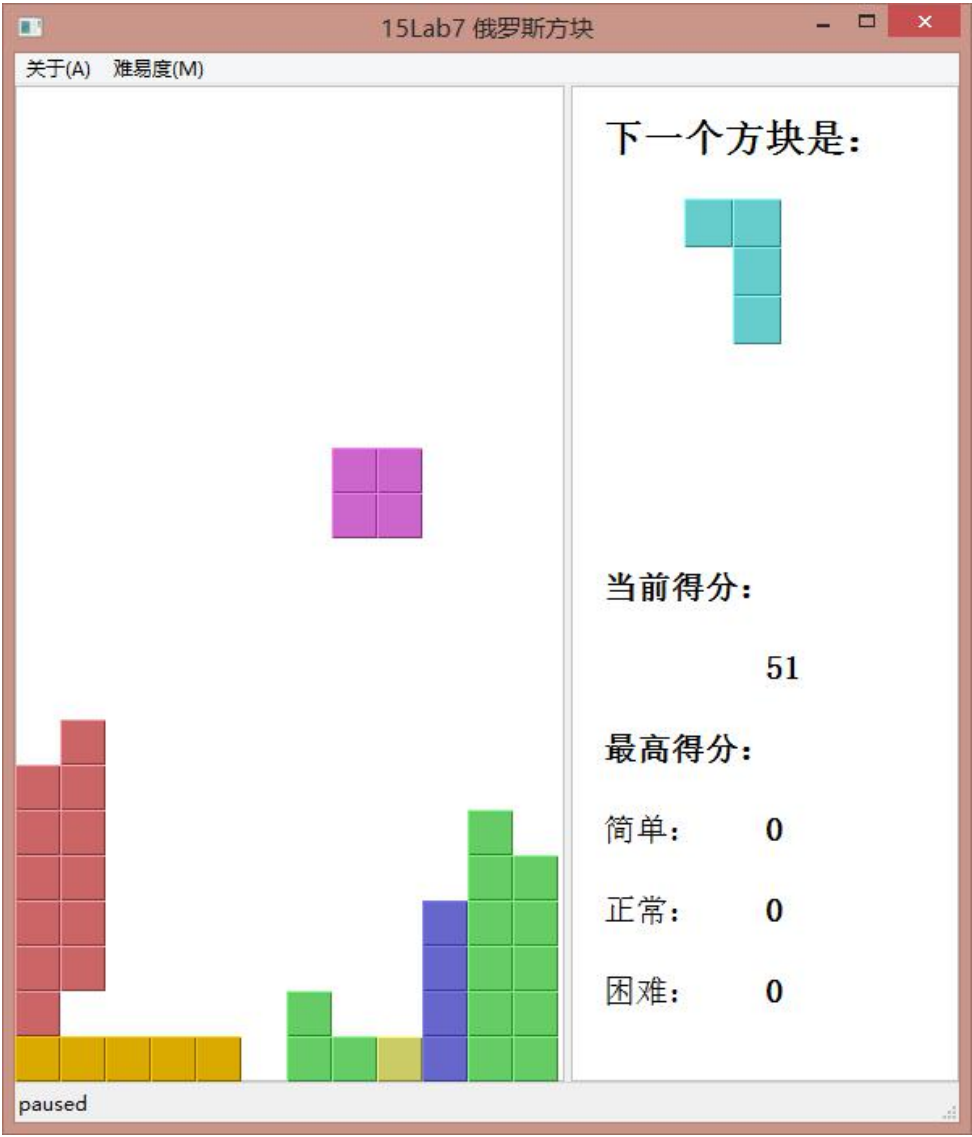 15Lab7 俄罗斯方块
关于(A) 难易度(M)
下一个方块是：
当前得分：
51
最高得分：
简单： 0
正常： 0
困难： 0
paused